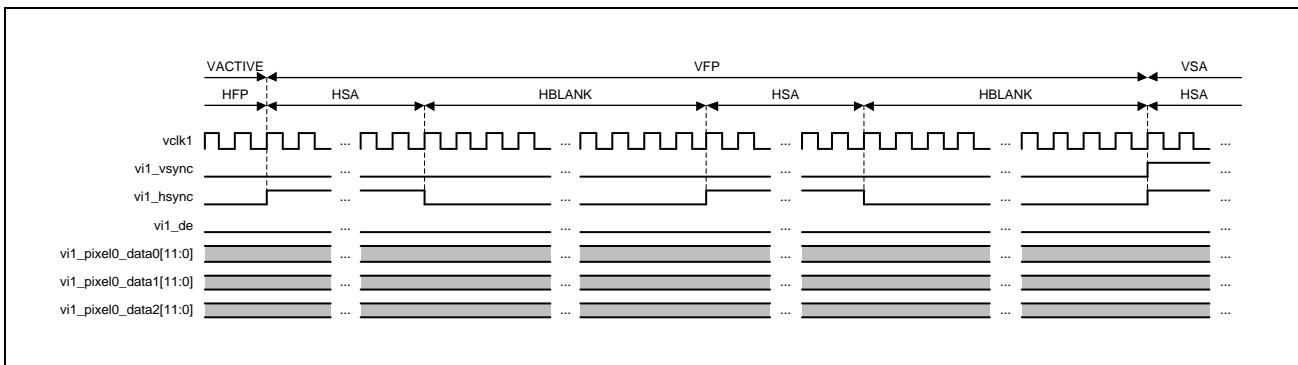 VACTIVE VFP VSA
HFP HSA HBLANK HSA HBLANK HSA
vclk1 ... ... ... ... ...
vi1_vsync ... ... ... ... ...
vi1_hsync ... ... ... ... ...
vi1_de ... ... ... ... ...
vi1_pixel0_data0[11:0] ... ... ... ... ...
vi1_pixel0_data1[11:0] ... ... ... ... ...
vi1_pixel0_data2[11:0] ... ... ... ... ...